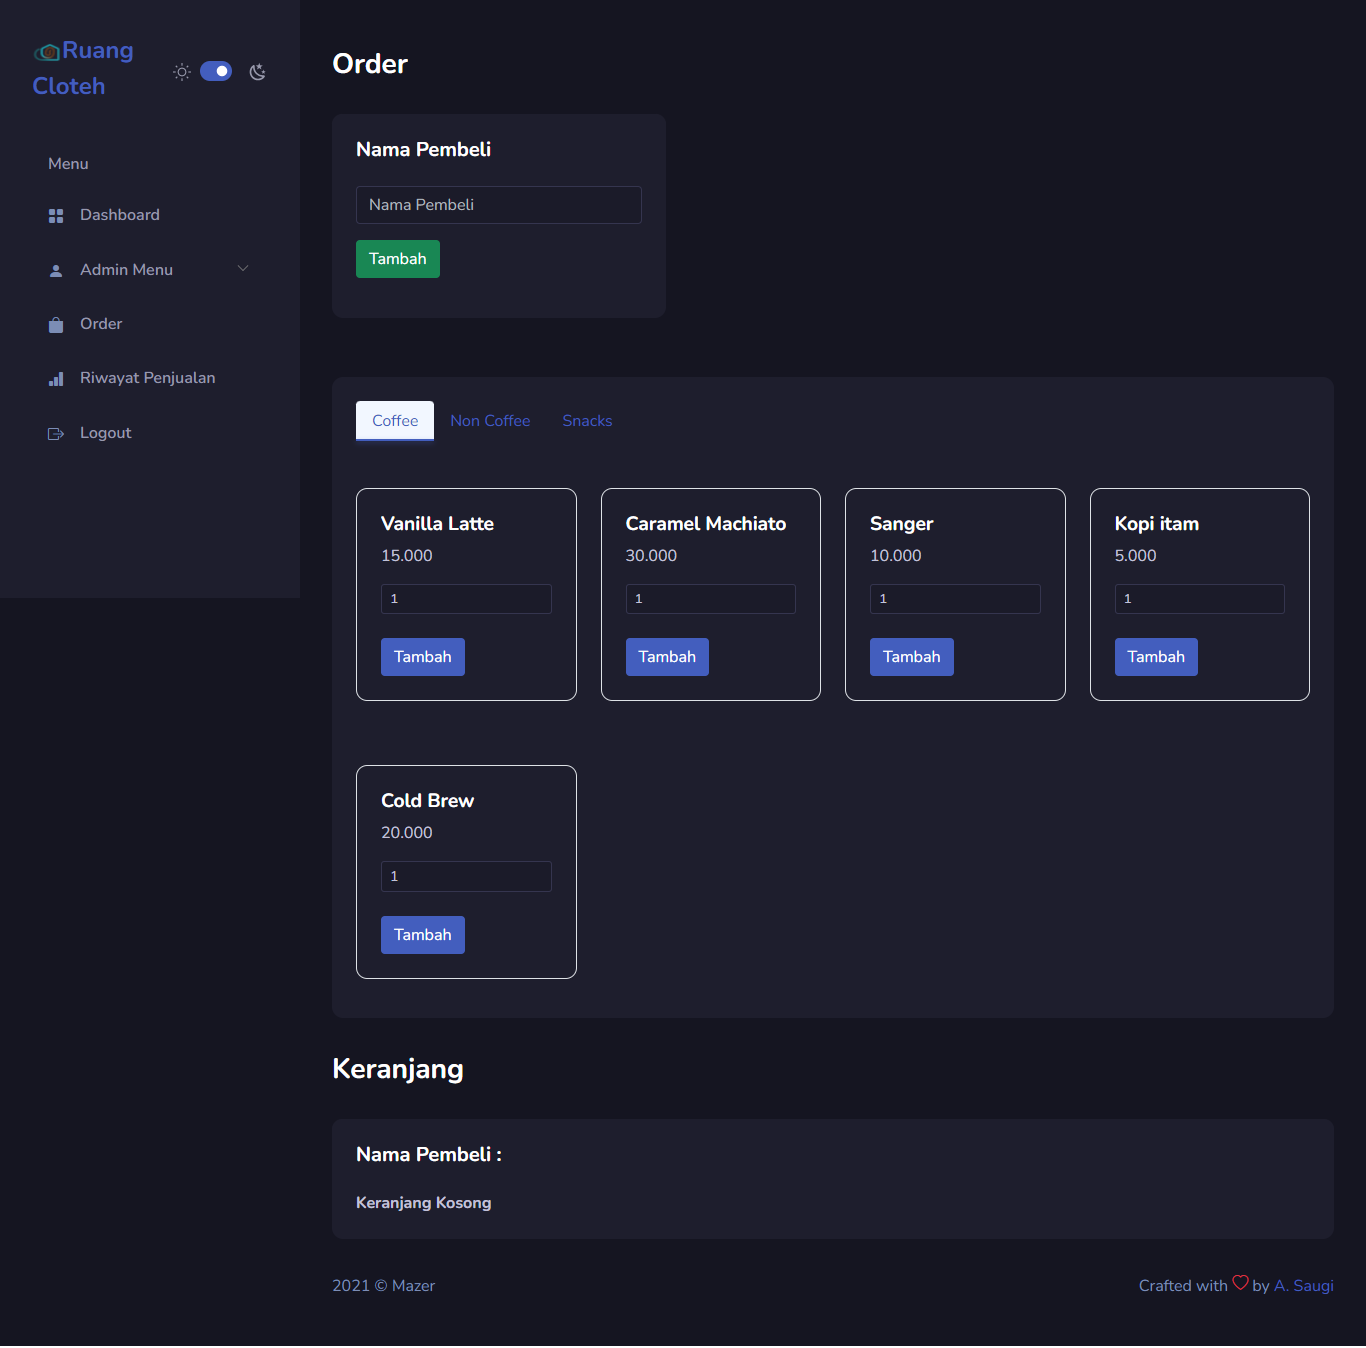 Ruang
Cloteh
Menu
Dashboard
Admin Menu
Order
Riwayat Penjualan
Logout
Order
Nama Pembeli
Nama Pembeli
Tambah
Coffee Non Coffee Snacks
Vanilla Latte
15.000
1
Tambah
Caramel Machiato
30.000
1
Tambah
Sanger
10.000
1
Tambah
Kopi itam
5.000
1
Tambah
Cold Brew
20.000
1
Tambah
Keranjang
Nama Pembeli :
Keranjang Kosong
2021 © Mazer
Crafted with by A. Saugi